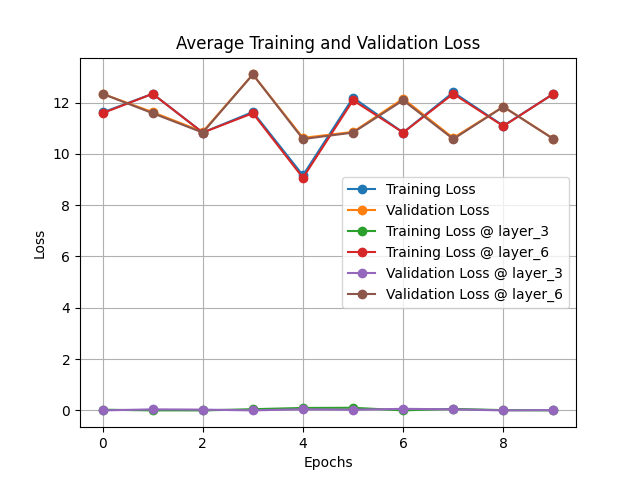 Average Training and Validation Loss
Loss
12
10
8
6
4
2
0
Training Loss
Validation Loss
Training Loss @ layer_3
Training Loss @ layer_6
Validation Loss @ layer_3
Validation Loss @ layer_6
0 2 4 6 8
Epochs